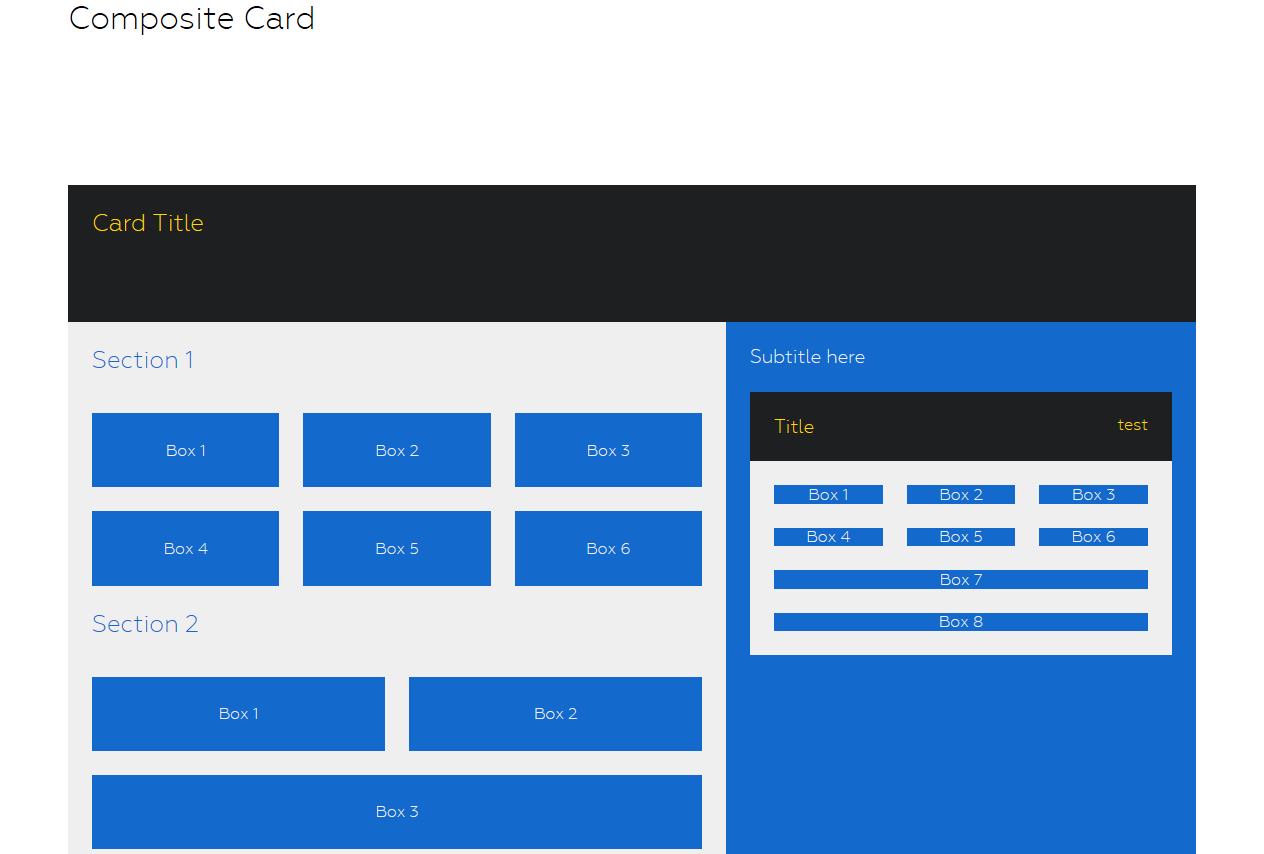 Composite Card
Card Title
Section 1
Box 1 Box 2 Box 3
Box 4 Box 5 Box 6
Section 2
Box 1 Box 2
Box 3
Subtitle here
Title test
Box 1 Box 2 Box 3
Box 4 Box 5 Box 6
Box 7
Box 8